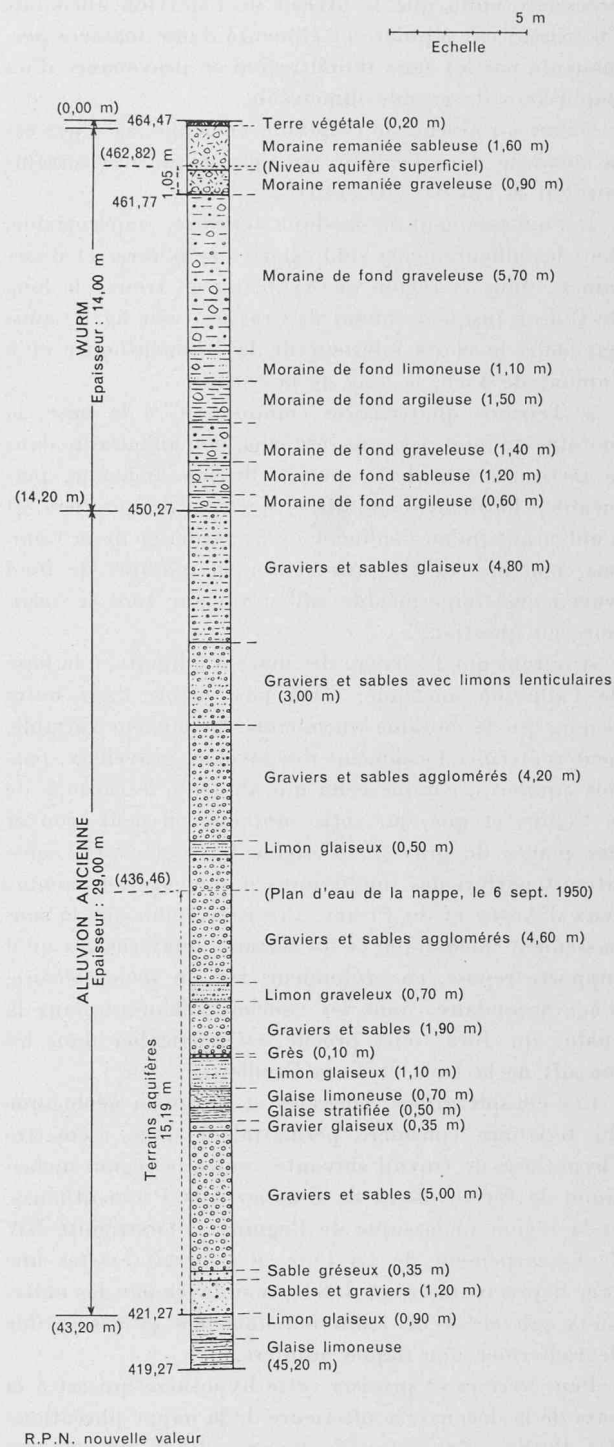 5 m
Echelle
(0,00 m)
464,47
Terre végétale (0,20 m)
Moraine remaniée sableuse (1,60 m)
(462,82)
(Niveau aquifère superficiel)
1,05 m
Moraine remaniée graveleuse (0,90 m)
461,77
WURM
Epaisseur : 14,00 m
Moraine de fond graveleuse (5,70 m)
Moraine de fond limoneuse (1,10 m)
Moraine de fond argileuse (1,50 m)
Moraine de fond graveleuse (1,40 m)
Moraine de fond sableuse (1,20 m)
(14,20 m)
Moraine de fond argileuse (0,60 m)
450,27
Graviers et sables glaiseux (4,80 m)
Graviers et sables avec limons lenticulaires
(3,00 m)
Graviers et sables agglomérés (4,20 m)
Limon glaiseux (0,50 m)
ALLUVION ANCIENNE
Epaisseur : 29,00 m
(436,46)
(Plan d'eau de la nappe, le 6 sept. 1950)
Graviers et sables agglomérés (4,60 m)
Limon graveleux (0,70 m)
Graviers et sables (1,90 m)
Grès (0,10 m)
Limon glaiseux (1,10 m)
Glaise limoneuse (0,70 m)
Glaise stratifiée (0,50 m)
Gravier glaiseux (0,35 m)
Terrains aquifères
15,19 m
Graviers et sables (5,00 m)
Sable gréseux (0,35 m)
Sables et graviers (1,20 m)
421,27
(43,20 m)
Limon glaiseux (0,90 m)
Glaise limoneuse
(45,20 m)
419,27
R.P.N. nouvelle valeur